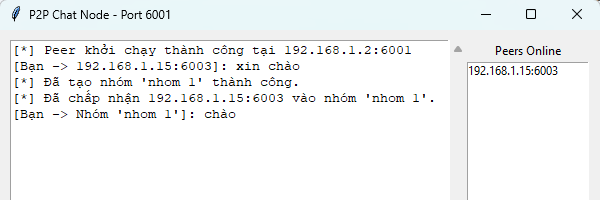 P2P Chat Node - Port 6001
[*] Peer khởi chạy thành công tại 192.168.1.2:6001
Peers Online
[Bạn -> 192.168.1.15:6003]: xin chào
192.168.1.15:6003
[*] Đã tạo nhóm 'nhom 1' thành công.
[*] Đã chấp nhận 192.168.1.15:6003 vào nhóm 'nhom 1'.
[Bạn -> Nhóm 'nhom 1']: chào